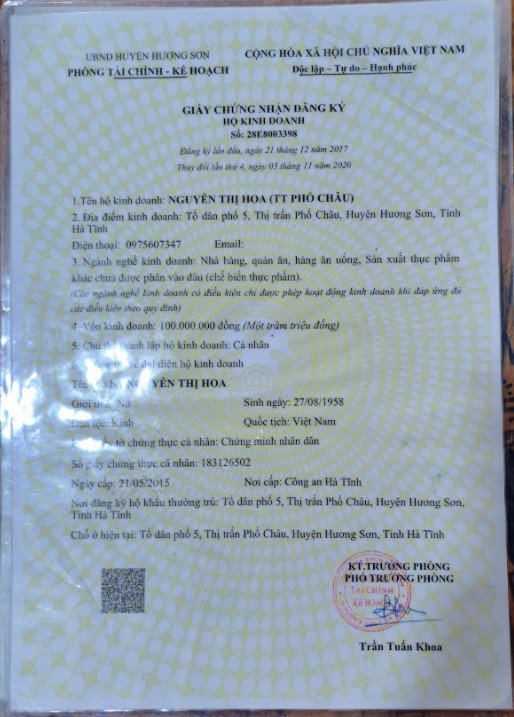 UBND HUYỆN HƯƠNG SƠN
PHÒNG TÀI CHÍNH - KẾ HOẠCH
CỘNG HÒA XÃ HỘI CHỦ NGHĨA VIỆT NAM
Độc lập – Tự do – Hạnh phúc
GIẤY CHỨNG NHẬN ĐĂNG KÝ
HỘ KINH DOANH
Số: 28E8003398
Đăng ký lần đầu, ngày 21 tháng 12 năm 2017
Thay đổi lần thứ 4, ngày 03 tháng 11 năm 2020
1.Tên hộ kinh doanh: NGUYỄN THỊ HOA (TT PHỐ CHÂU)
2. Địa điểm kinh doanh: Tổ dân phố 5, Thị trấn Phố Châu, Huyện Hương Sơn, Tỉnh
Hà Tĩnh
Điện thoại: 0975607347 Email:
3. Ngành nghề kinh doanh: Nhà hàng, quán ăn, hàng ăn uống, Sản xuất thực phẩm
khác chưa được phân vào đâu (chế biến thực phẩm).
(Các ngành nghề kinh doanh có điều kiện chỉ được phép hoạt động kinh doanh khi đáp ứng đủ
các điều kiện theo quy định)
4. Vốn kinh doanh: 100.000.000 đồng (Một trăm triệu đồng)
5. Chủ thể thành lập hộ kinh doanh: Cá nhân
đại diện hộ kinh doanh
NGUYỄN THỊ HOA
Giới tính: Nữ Sinh ngày: 27/08/1958
Dân tộc: Kinh Quốc tịch: Việt Nam
giấy tờ chứng thực cá nhân: Chứng minh nhân dân
Số giấy chứng thực cá nhân: 183126502
Ngày cấp: 21/05/2015 Nơi cấp: Công an Hà Tĩnh
Nơi đăng ký hộ khẩu thường trú: Tổ dân phố 5, Thị trấn Phố Châu, Huyện Hương Sơn,
Tỉnh Hà Tĩnh
Chỗ ở hiện tại: Tổ dân phố 5, Thị trấn Phố Châu, Huyện Hương Sơn, Tỉnh Hà Tĩnh
KT.TRƯỞNG PHÒNG
PHÓ TRƯỞNG PHÒNG
TÀI CHÍNH
KẾ HOẠCH
Trần Tuấn Khoa